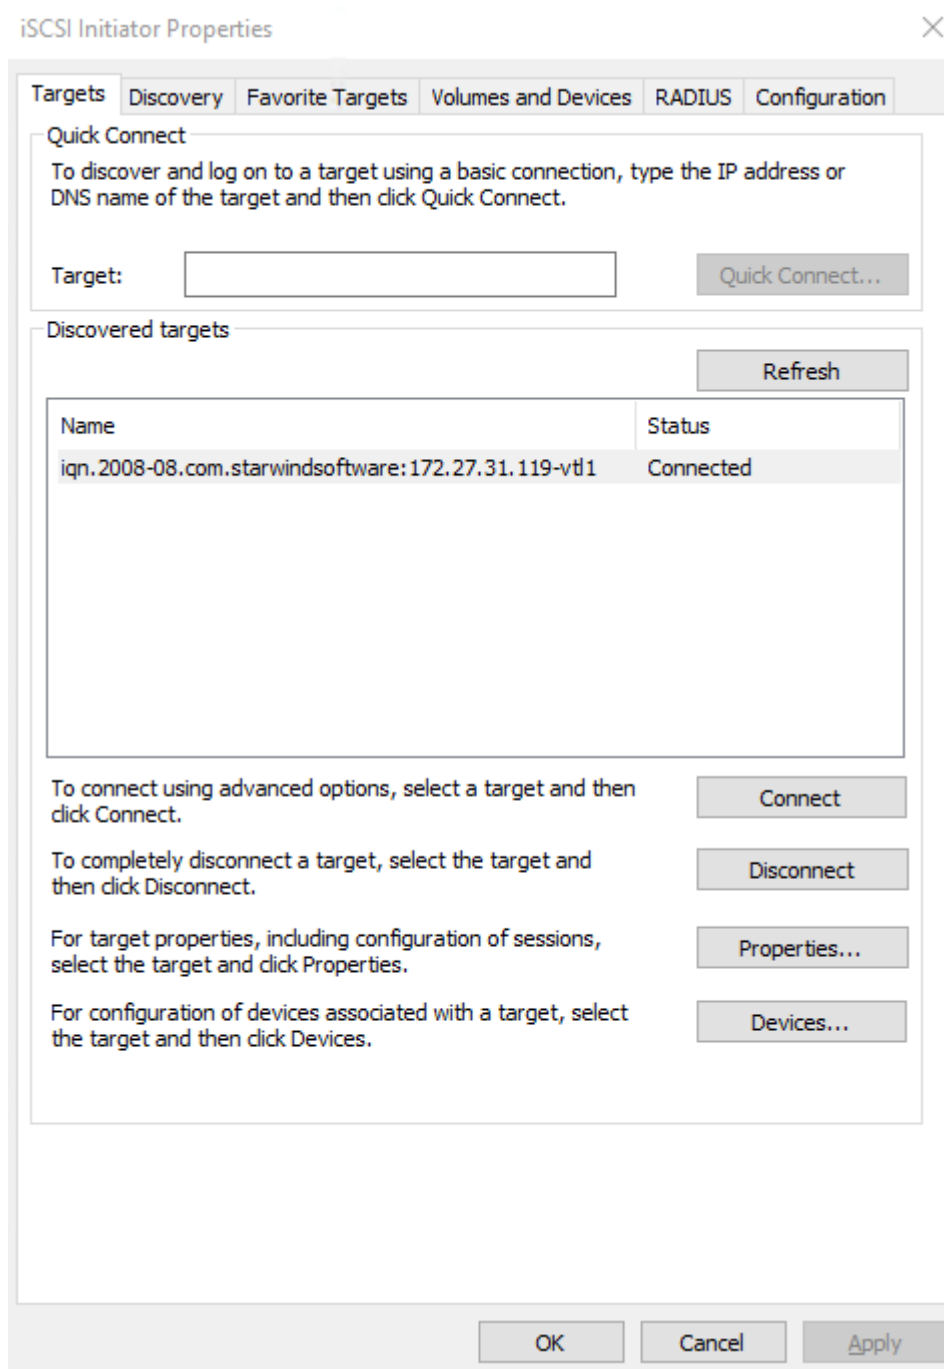 iSCSI Initiator Properties
Targets Discovery Favorite Targets Volumes and Devices RADIUS Configuration
Quick Connect
To discover and log on to a target using a basic connection, type the IP address or
DNS name of the target and then click Quick Connect.
Target: Quick Connect...
Discovered targets
Refresh
Name Status
iqn.2008-08.com.starwindsoftware:172.27.31.119-vtl1 Connected
To connect using advanced options, select a target and then
click Connect.
Connect
To completely disconnect a target, select the target and
then click Disconnect.
Disconnect
For target properties, including configuration of sessions,
select the target and click Properties.
Properties...
For configuration of devices associated with a target, select
the target and then click Devices.
Devices...
OK Cancel Apply